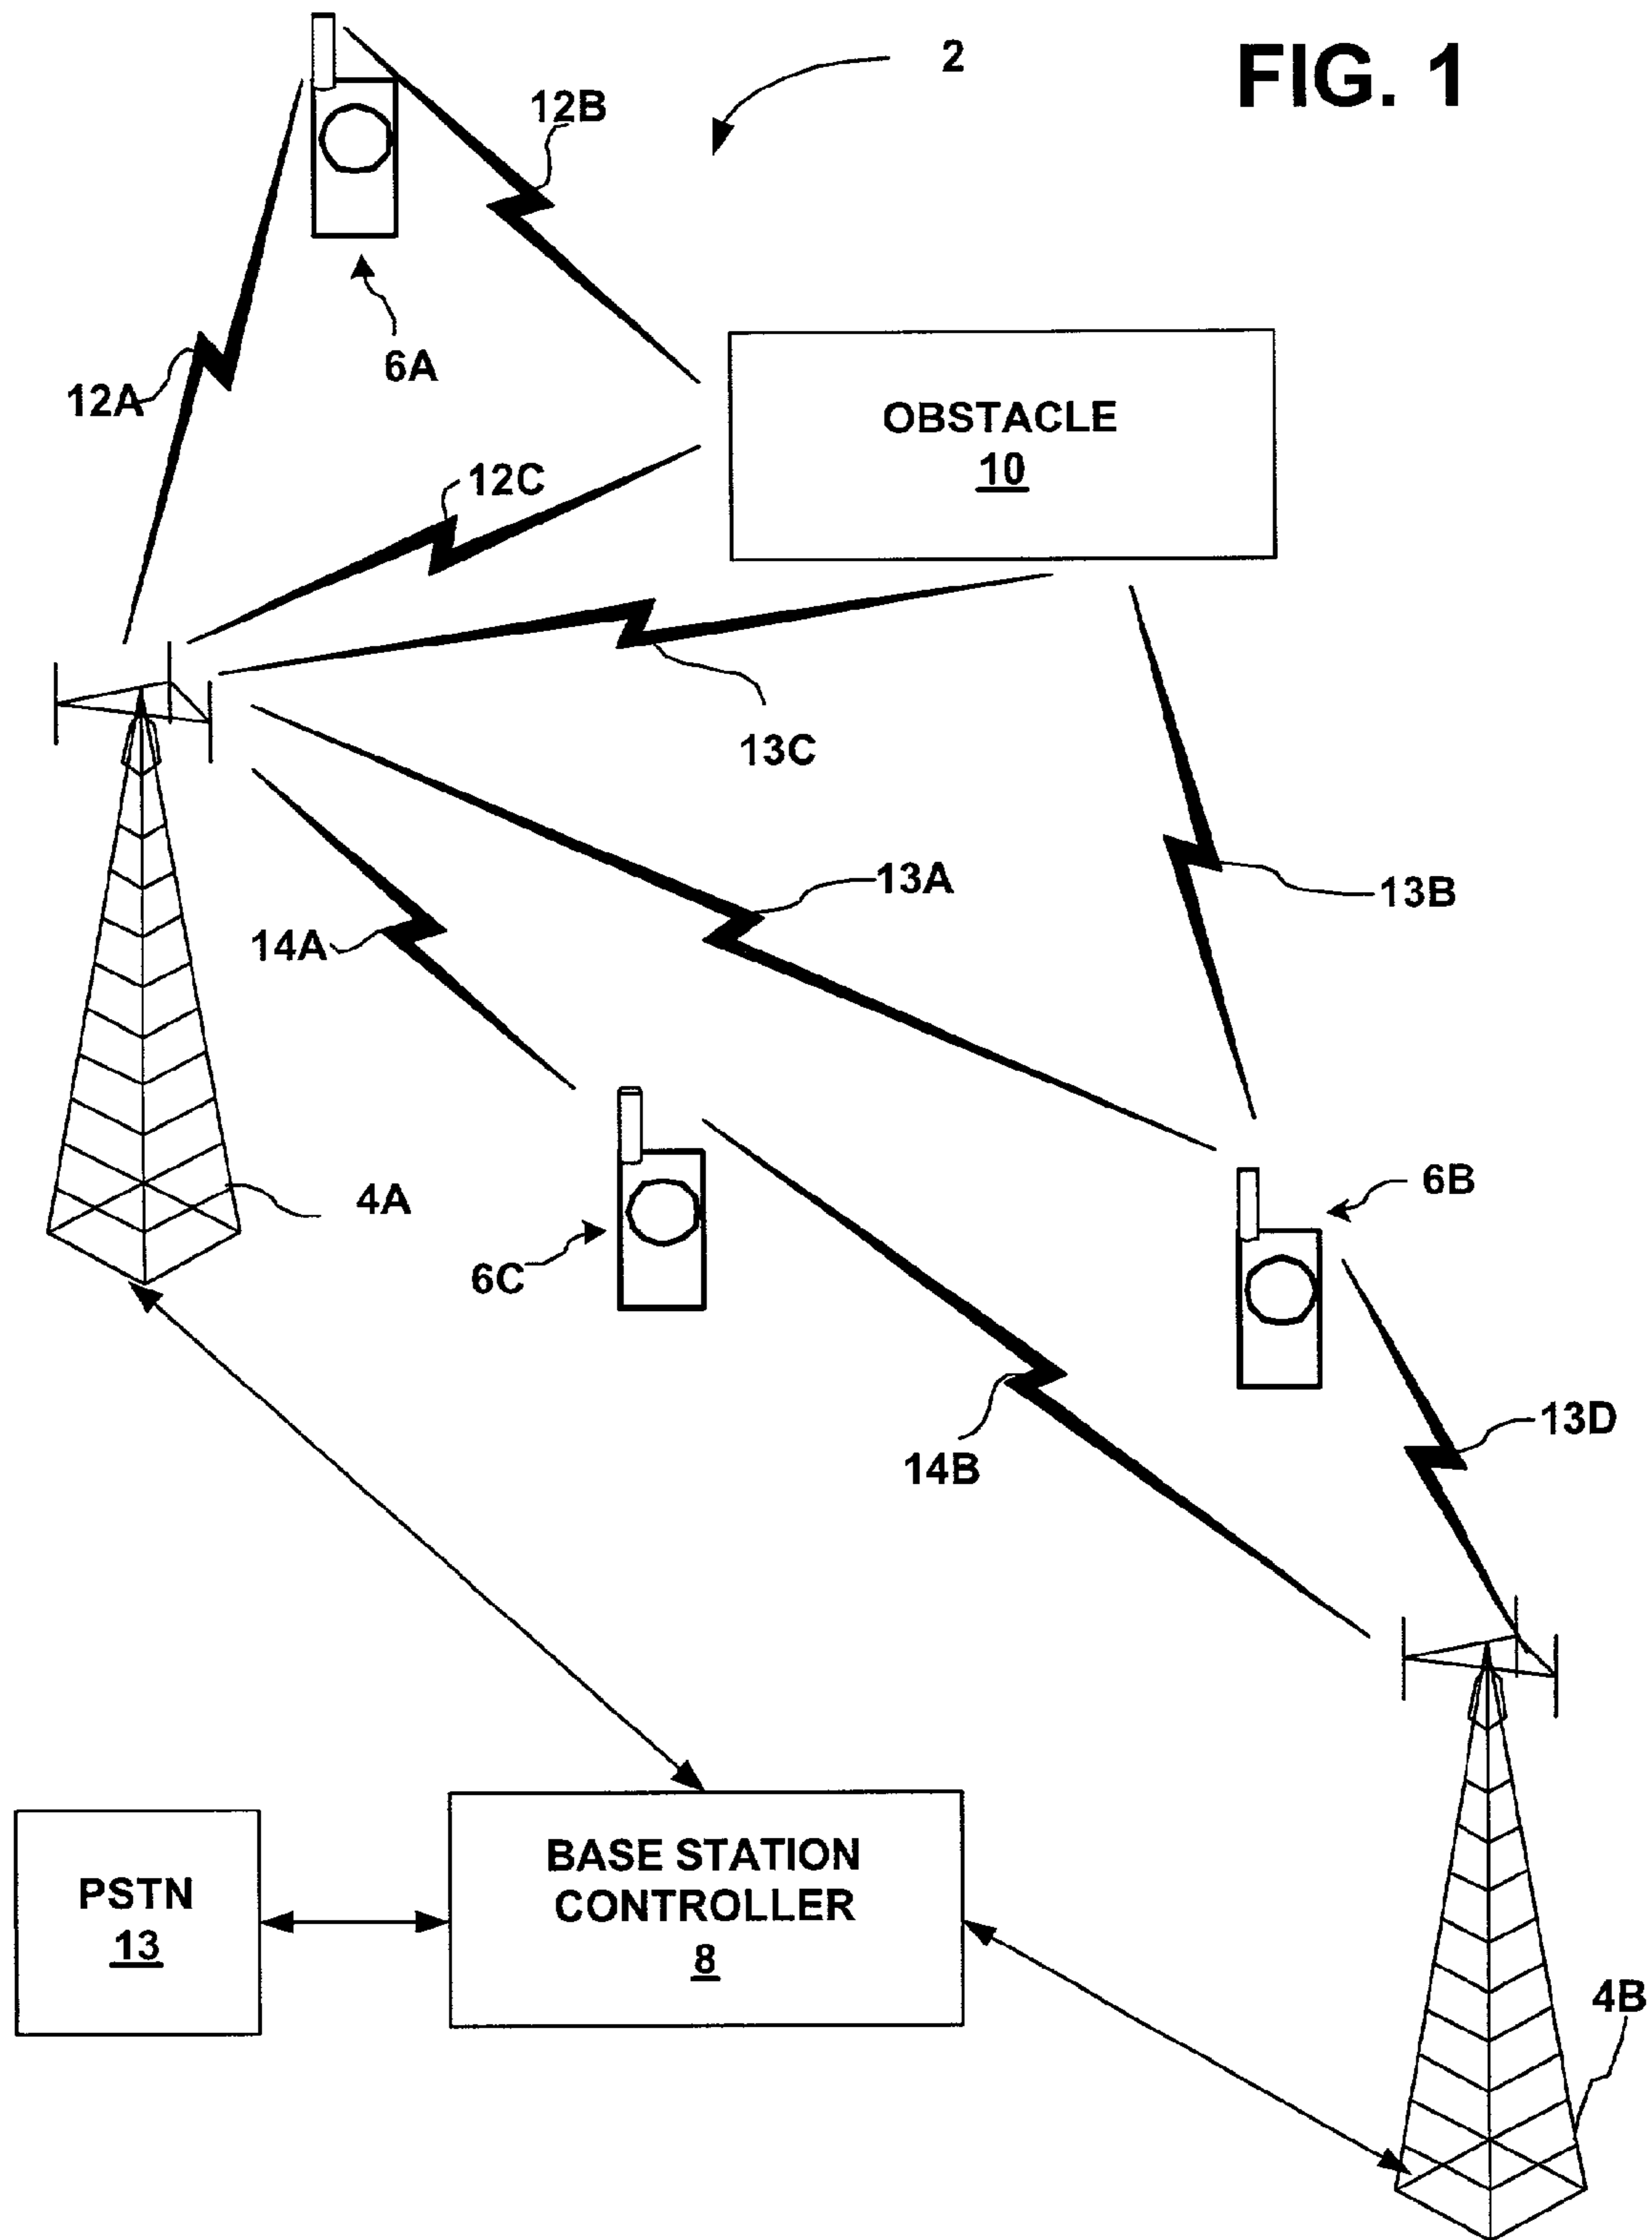 FIG. 1
2
12B
6A
12A
OBSTACLE
10
12C
13C
13A
13B
14A
4A
6B
6C
13D
14B
BASE STATION
CONTROLLER
8
PSTN
13
4B